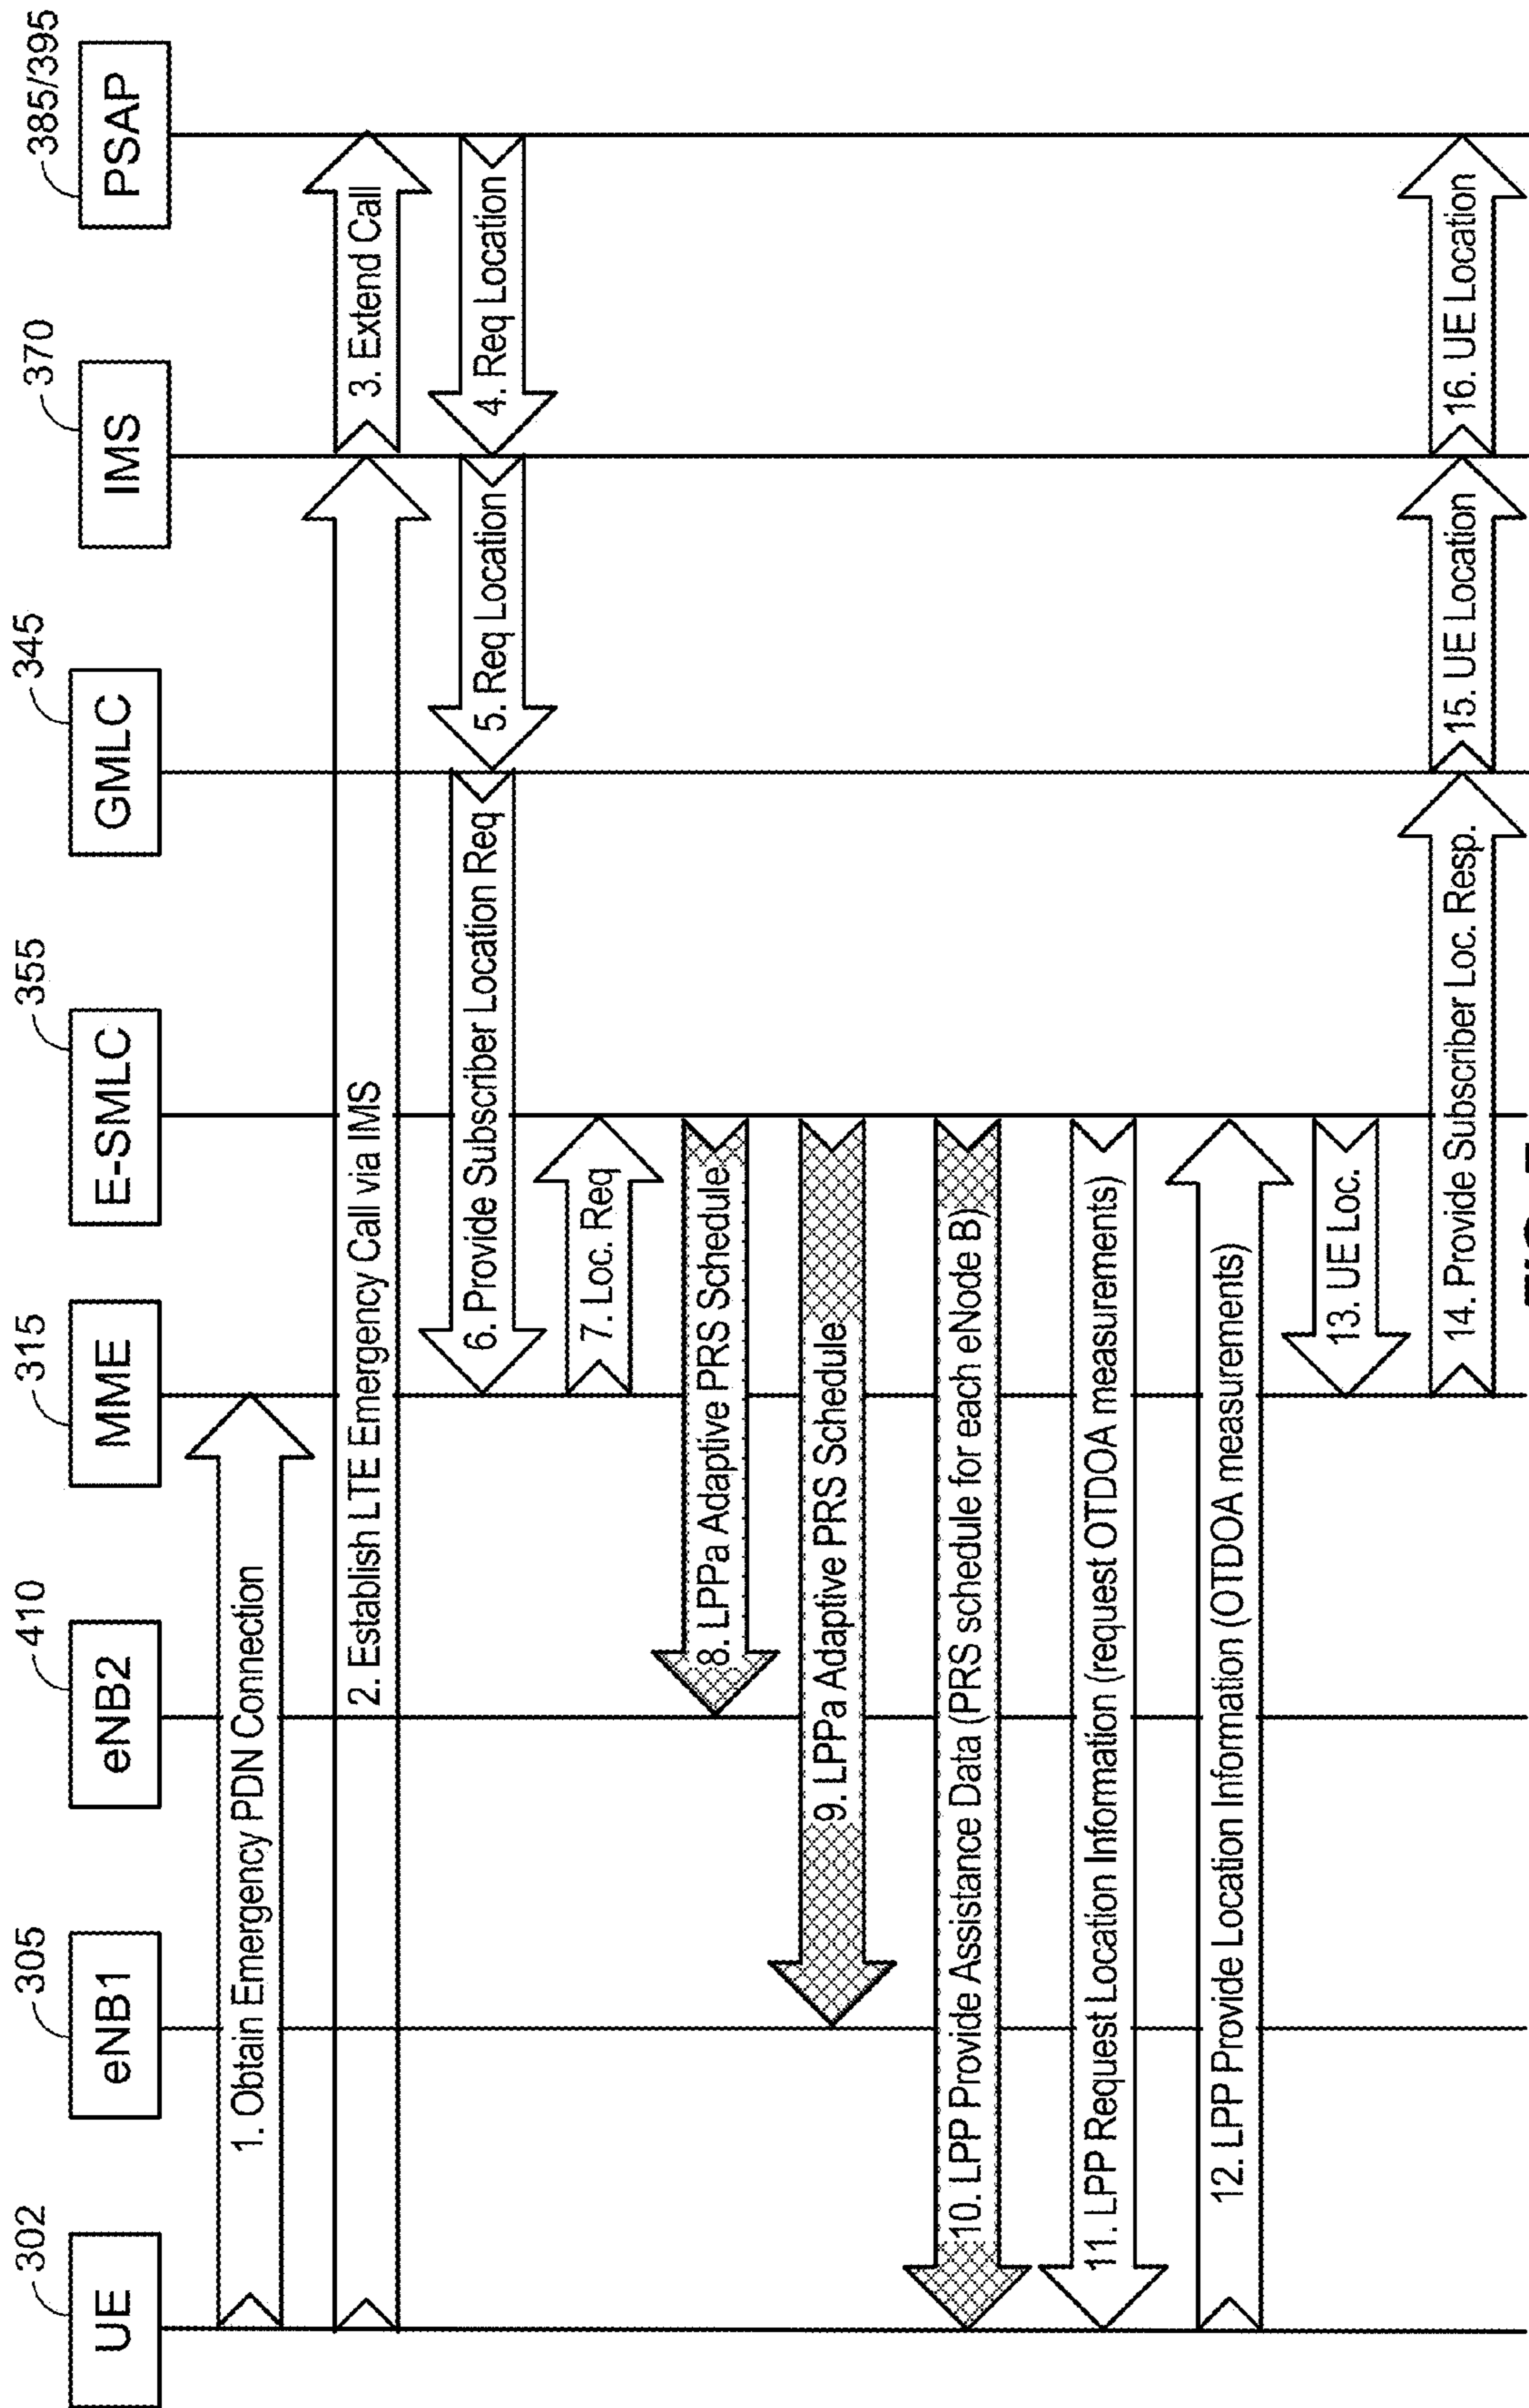 302
UE
305
eNB1
410
eNB2
315
MME
355
E-SMLC
345
GMLC
370
IMS
385/395
PSAP
1. Obtain Emergency PDN Connection
2. Establish LTE Emergency Call via IMS
3. Extend Call
4. Req Location
5. Req Location
6. Provide Subscriber Location Req
7. Loc. Req
8. LPPa Adaptive PRS Schedule
9. LPPa Adaptive PRS Schedule
10. LPP Provide Assistance Data (PRS schedule for each eNode B)
11. LPP Request Location Information (request OTDOA measurements)
12. LPP Provide Location Information (OTDOA measurements)
13. UE Loc.
14. Provide Subscriber Loc. Resp.
15. UE Location
16. UE Location